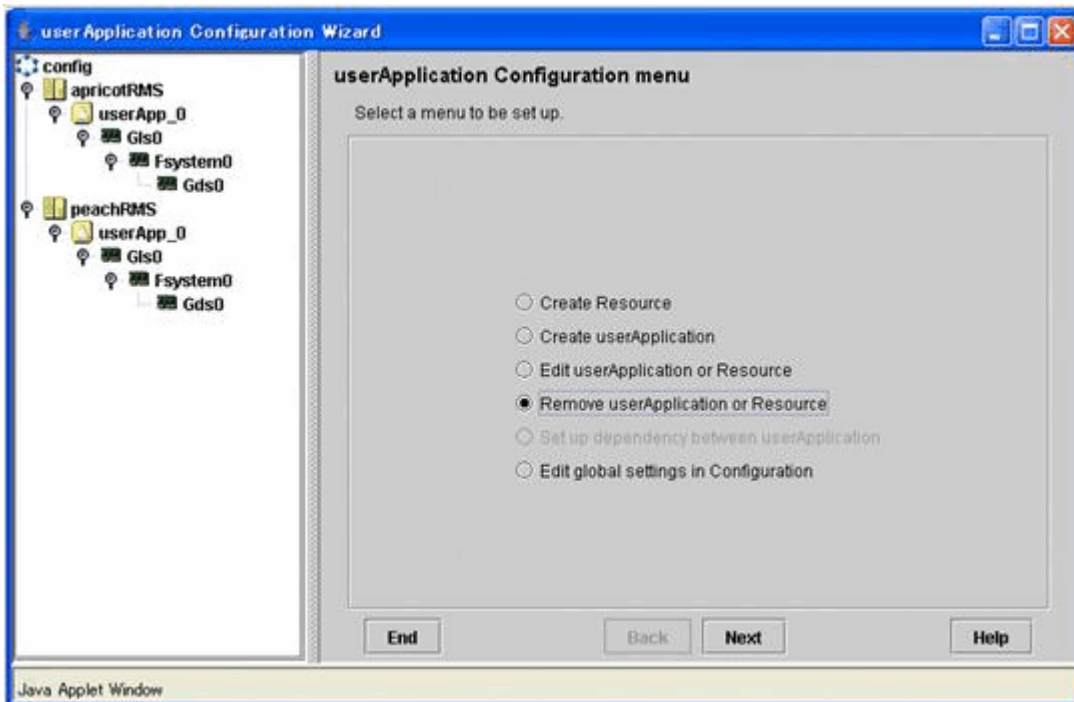 userApplication Configuration Wizard
config
apricotRMS
userApp_0
Gls0
Fsystem0
Gds0
peachRMS
userApp_0
Gls0
Fsystem0
Gds0
userApplication Configuration menu
Select a menu to be set up.
Create Resource
Create userApplication
Edit userApplication or Resource
Remove userApplication or Resource
Set up dependency between userApplication
Edit global settings in Configuration
End
Back
Next
Help
Java Applet Window